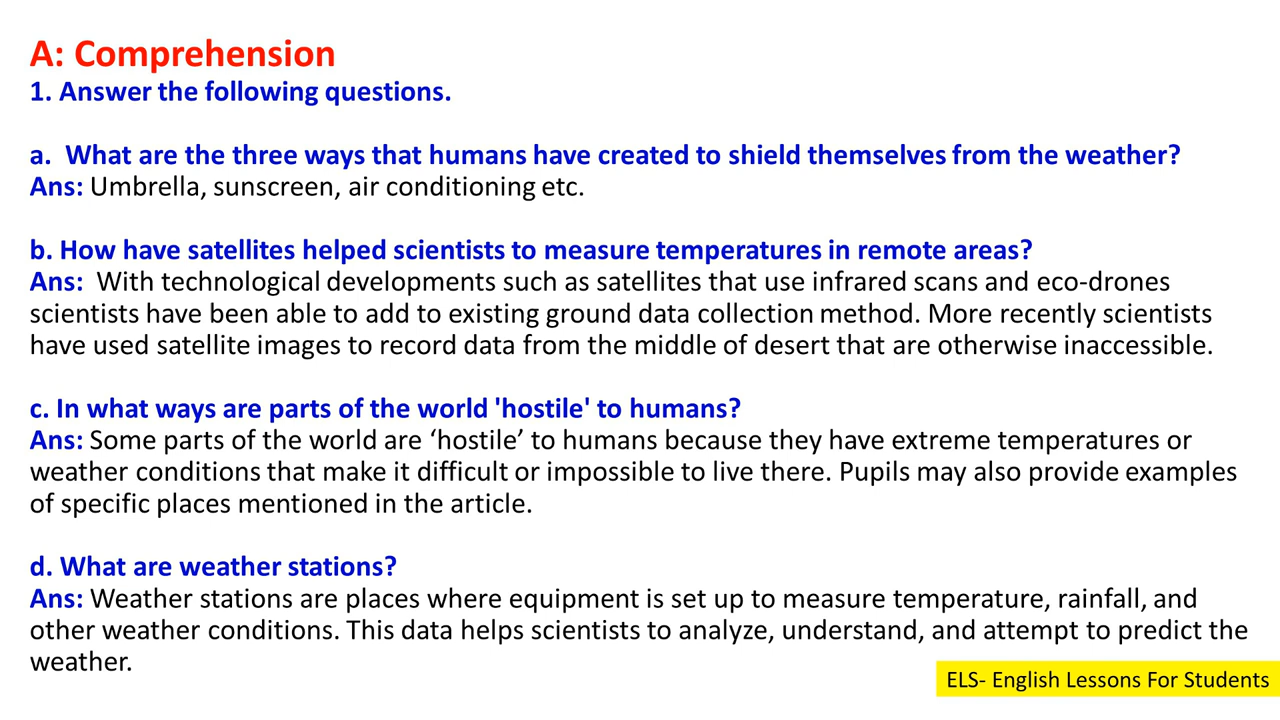 A: Comprehension
1. Answer the following questions.
a. What are the three ways that humans have created to shield themselves from the weather?
Ans: Umbrella, sunscreen, air conditioning etc.
b. How have satellites helped scientists to measure temperatures in remote areas?
Ans: With technological developments such as satellites that use infrared scans and eco-drones
scientists have been able to add to existing ground data collection method. More recently scientists
have used satellite images to record data from the middle of desert that are otherwise inaccessible.
c. In what ways are parts of the world 'hostile' to humans?
Ans: Some parts of the world are ‘hostile’ to humans because they have extreme temperatures or
weather conditions that make it difficult or impossible to live there. Pupils may also provide examples
of specific places mentioned in the article.
d. What are weather stations?
Ans: Weather stations are places where equipment is set up to measure temperature, rainfall, and
other weather conditions. This data helps scientists to analyze, understand, and attempt to predict the
weather.
ELS- English Lessons For Students